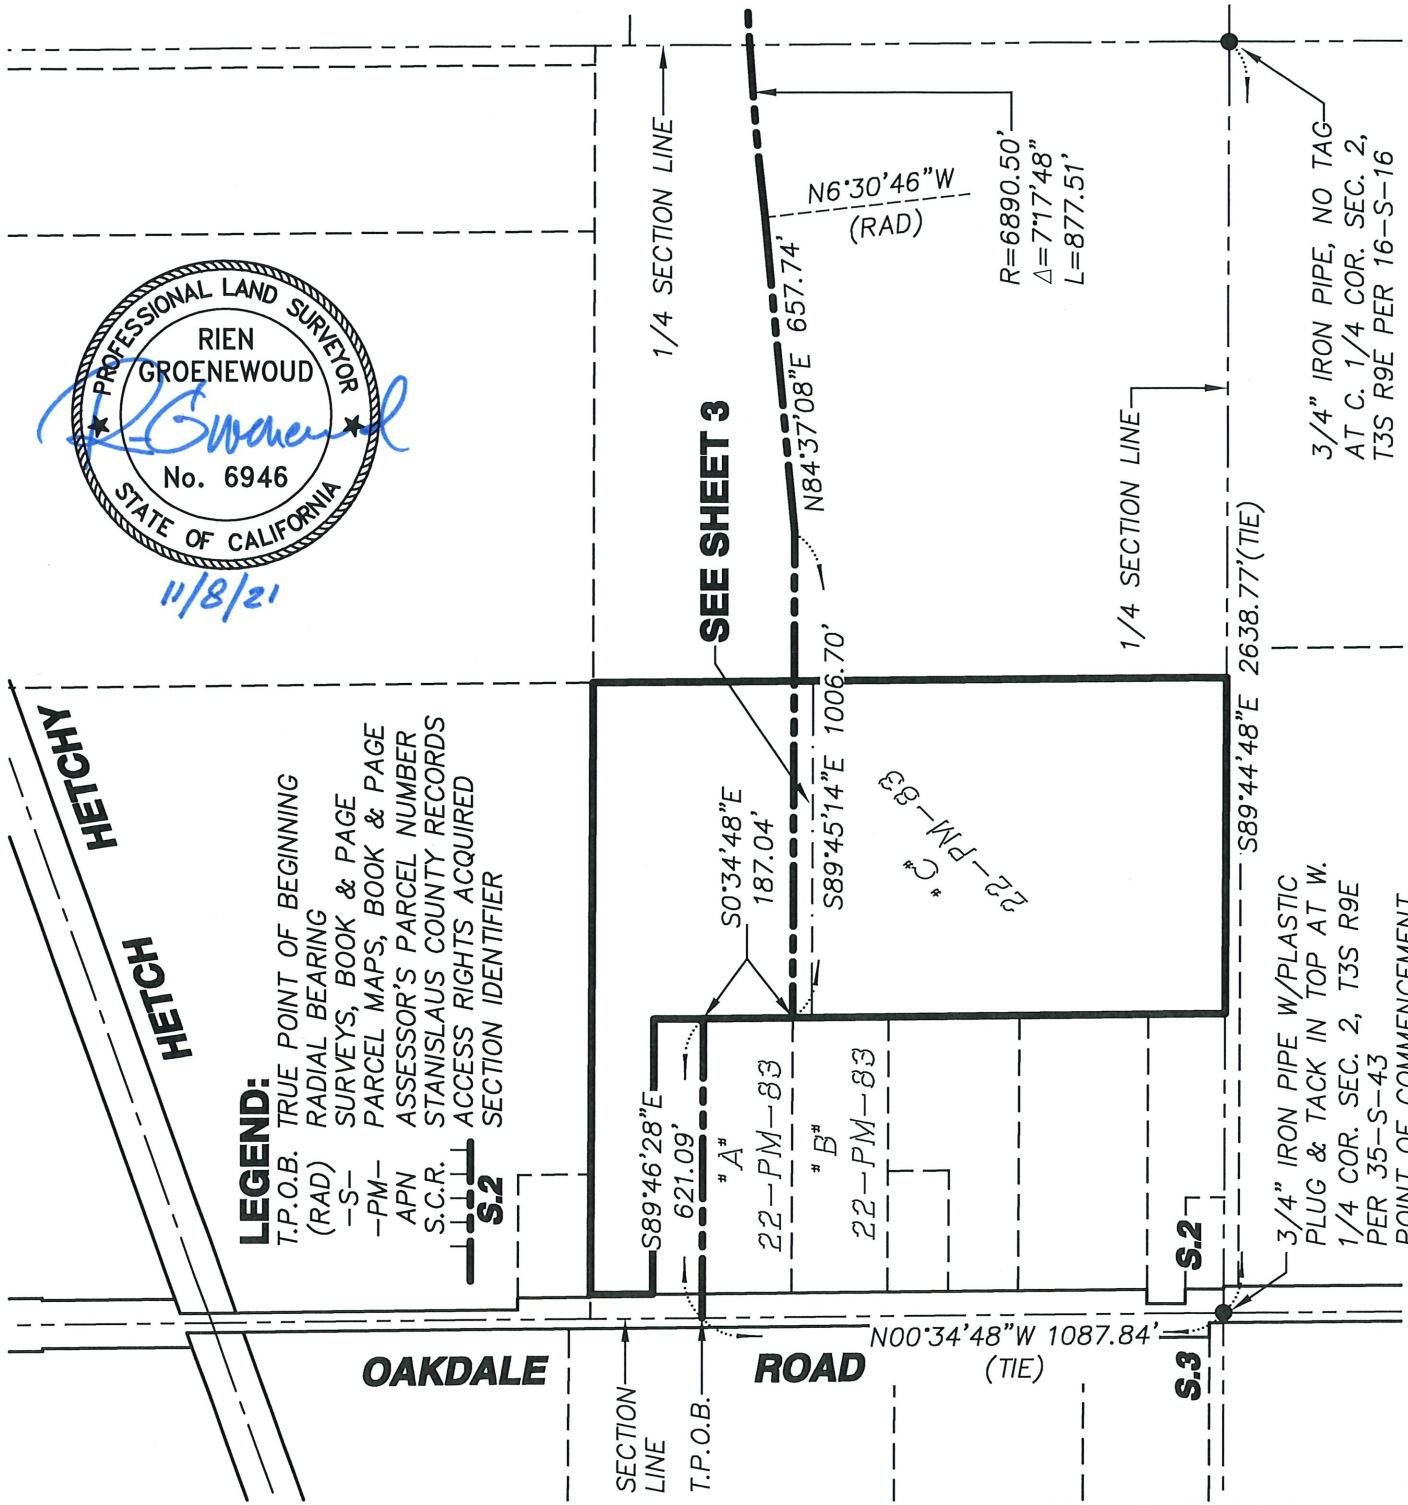 PROFESSIONAL LAND SURVEYOR
RIEN
GROENEWOUD
No. 6946
STATE OF CALIFORNIA
11/8/21
HETCH
HETCHY
LEGEND:
T.P.O.B. TRUE POINT OF BEGINNING
(RAD) RADIAL BEARING
-S- SURVEYS, BOOK & PAGE
-PM- PARCEL MAPS, BOOK & PAGE
APN ASSESSOR'S PARCEL NUMBER
S.C.R. STANISLAUS COUNTY RECORDS
ACCESS RIGHTS ACQUIRED
S.2 SECTION IDENTIFIER
1/4 SECTION LINE
N6°30'46"W
(RAD)
R=6890.50'
Δ=7°17'48"
L=877.51'
N84°37'08"E 657.74'
SEE SHEET 3
S0°34'48"E
187.04'
S89°45'14"E 1006.70'
"C"
22-PM-83
1/4 SECTION LINE
3/4" IRON PIPE, NO TAG
AT C. 1/4 COR. SEC. 2,
T3S R9E PER 16-S-16
S89°44'48"E 2638.77'(TIE)
S89°46'28"E
621.09'
"A"
22-PM-83
"B"
22-PM-83
S.2
3/4" IRON PIPE W/PLASTIC
PLUG & TACK IN TOP AT W.
1/4 COR. SEC. 2, T3S R9E
PER 35-S-43
POINT OF COMMENCEMENT
OAKDALE ROAD
N00°34'48"W 1087.84'
(TIE)
SECTION
LINE
T.P.O.B.
S.3